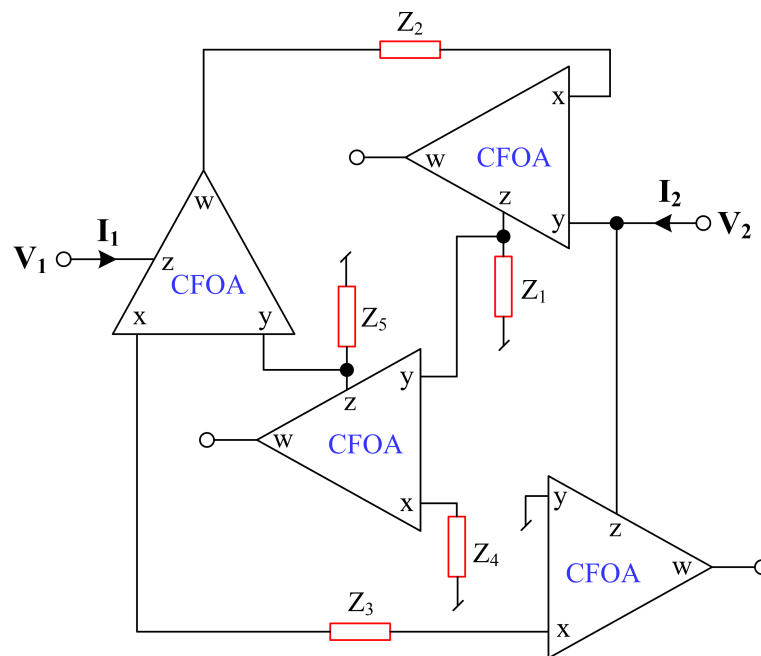 Z₂
x
CFOA
w
z
y
I₂
V₂
w
I₁
V₁
z
CFOA
x
y
Z₅
Z₁
y
z
CFOA
w
x
Z₄
y
z
CFOA
w
x
Z₃